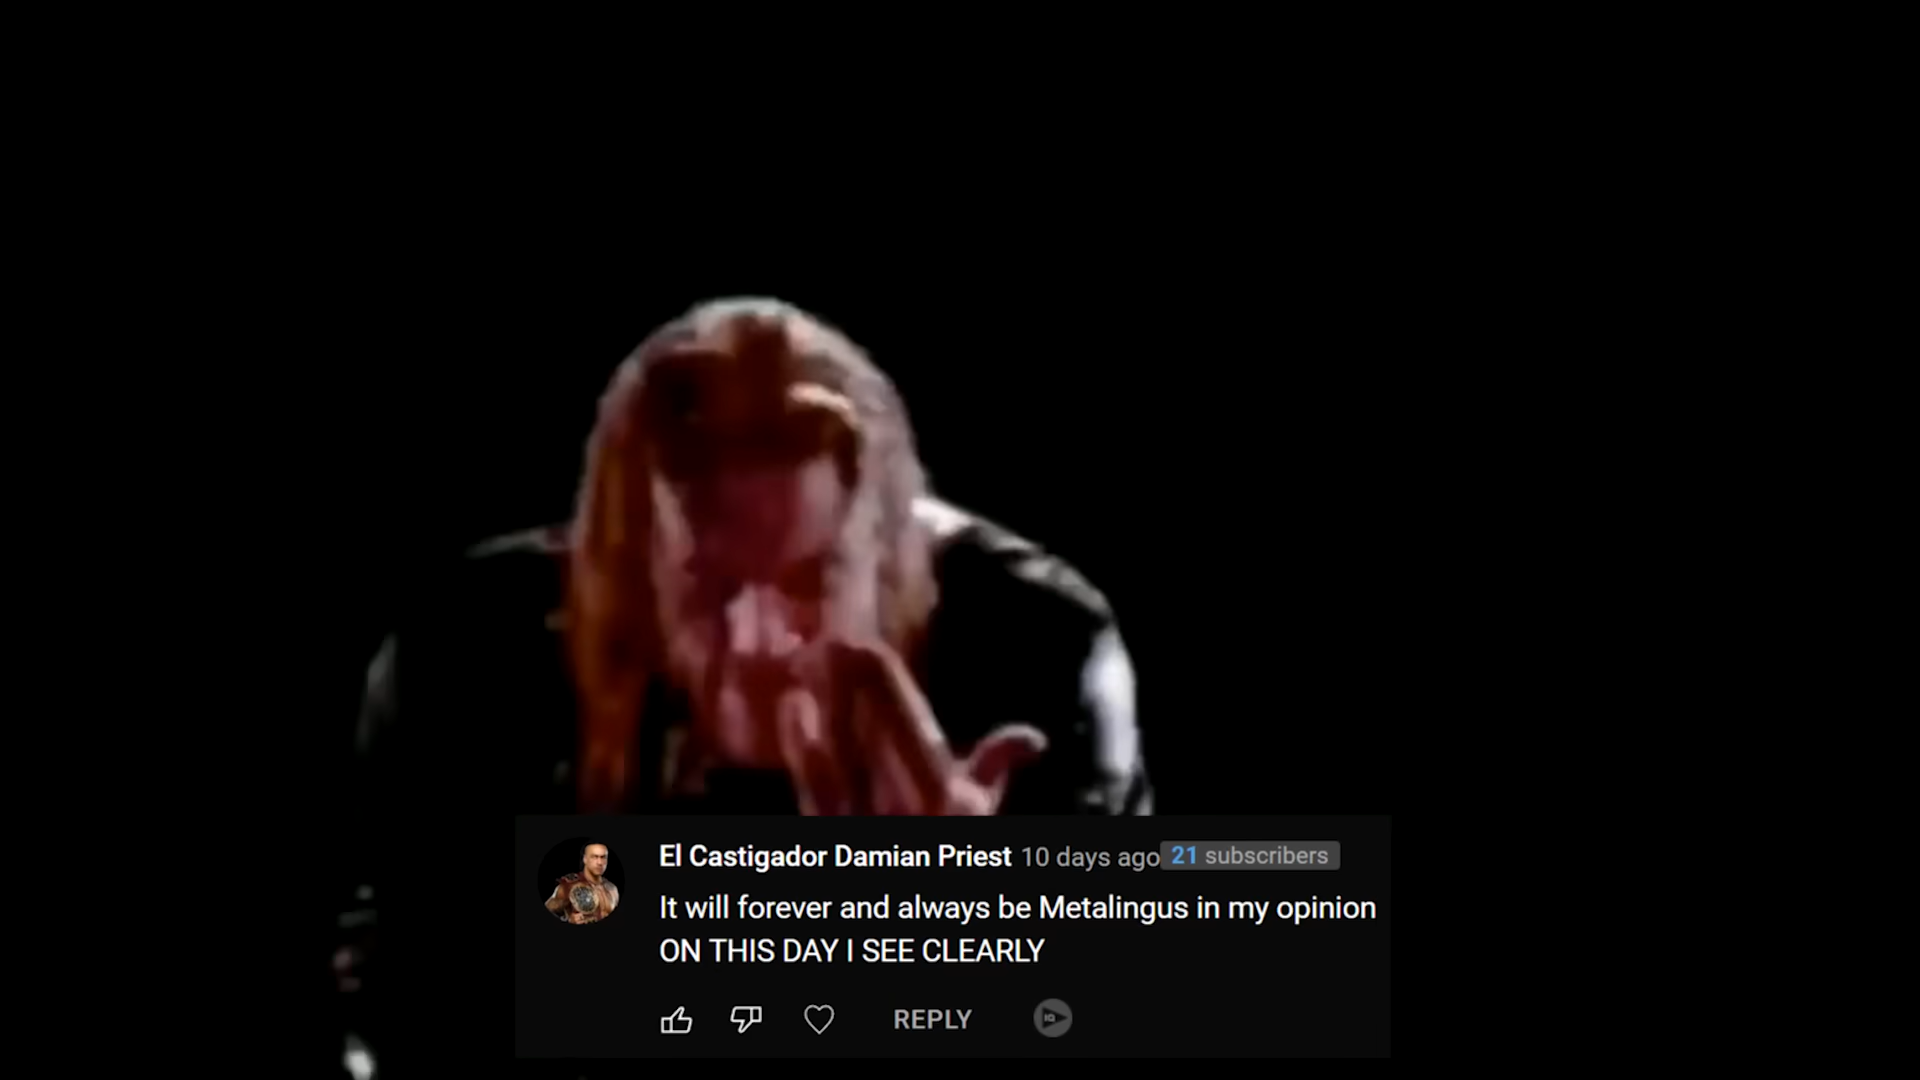 El Castigador Damian Priest 10 days ago 21 subscribers
It will forever and always be Metalingus in my opinion
ON THIS DAY I SEE CLEARLY
REPLY
IQ